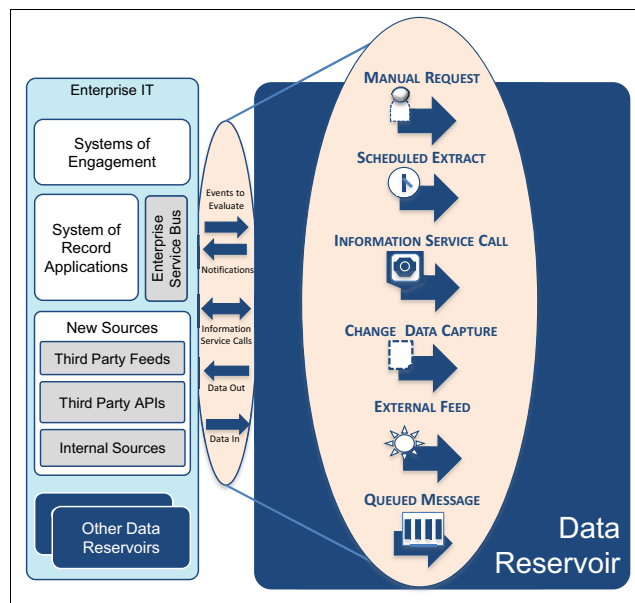 Enterprise IT
Systems of
Engagement
System of
Record
Applications
Enterprise
Service Bus
New Sources
Third Party Feeds
Third Party APIs
Internal Sources
Other Data
Reservoirs
Events to
Evaluate
Notifications
Information
Service Calls
Data Out
Data In
MANUAL REQUEST
SCHEDULED EXTRACT
INFORMATION SERVICE CALL
CHANGE DATA CAPTURE
EXTERNAL FEED
QUEUED MESSAGE
Data
Reservoir